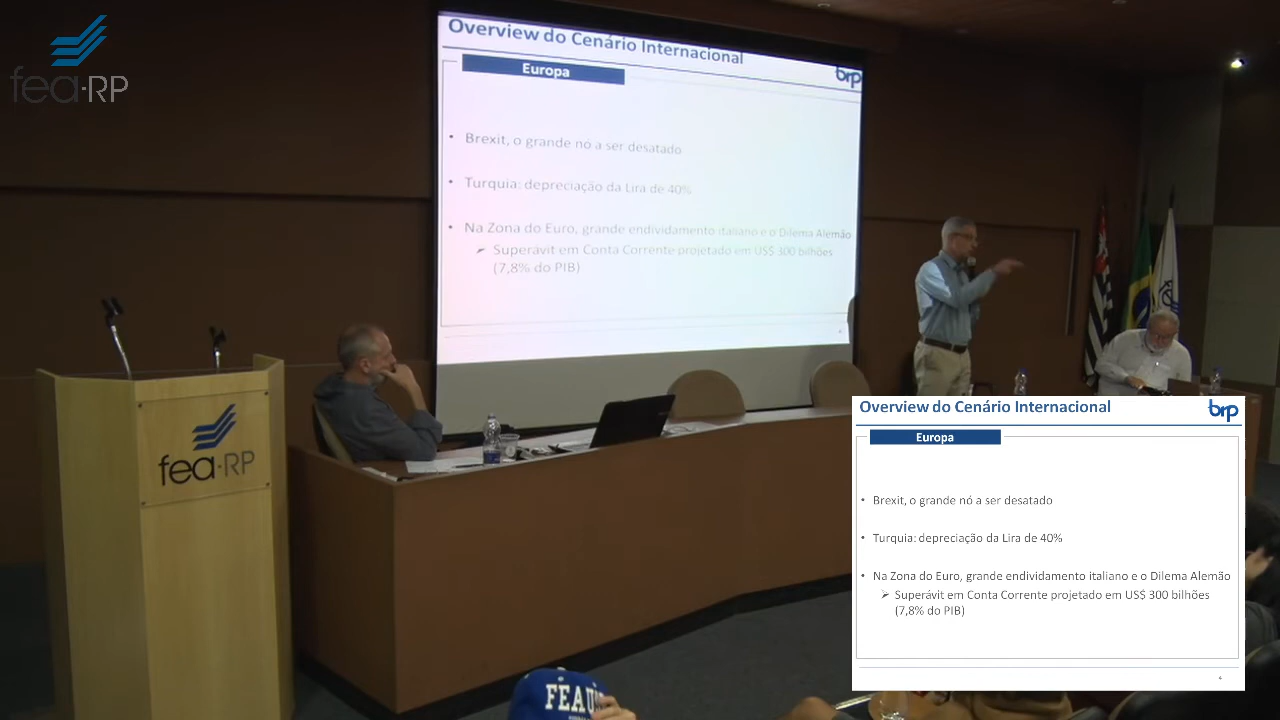 fea-RP
Overview do Cenário Internacional
Europa
brp
• Brexit, o grande nó a ser desatado
• Turquia: depreciação da Lira de 40%
• Na Zona do Euro, grande endividamento italiano e o Dilema Alemão
➢ Superávit em Conta Corrente projetado em US$ 300 bilhões
(7,8% do PIB)
fea-RP
Overview do Cenário Internacional
brp
Europa
• Brexit, o grande nó a ser desatado
• Turquia: depreciação da Lira de 40%
• Na Zona do Euro, grande endividamento italiano e o Dilema Alemão
➢ Superávit em Conta Corrente projetado em US$ 300 bilhões
(7,8% do PIB)